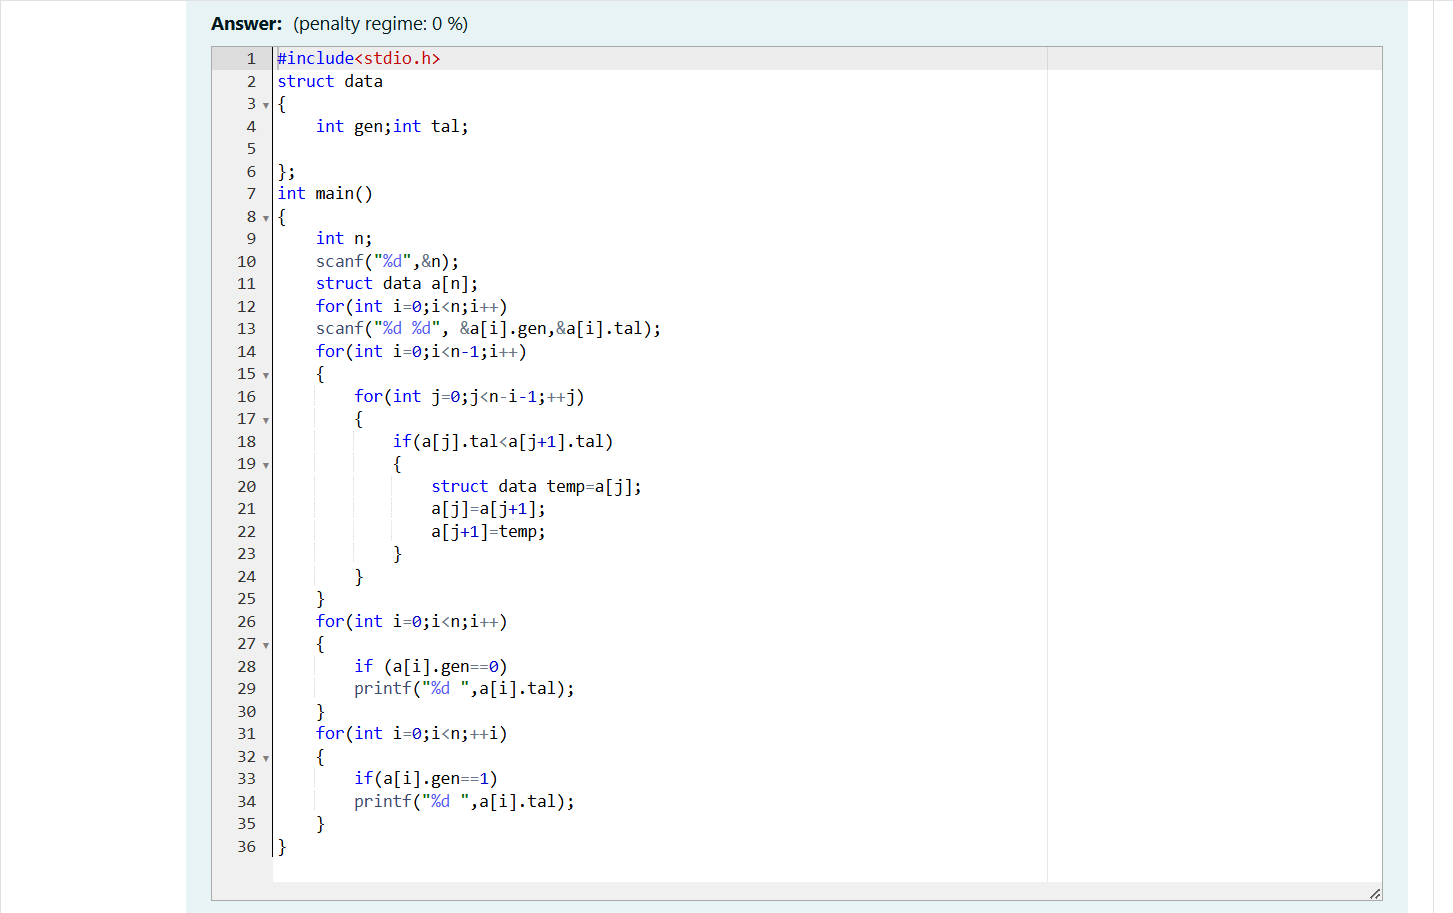 Answer: (penalty regime: 0 %)
1 #include<stdio.h>
2 struct data
3 {
4     int gen;int tal;
5
6 };
7 int main()
8 {
9     int n;
10     scanf("%d",&n);
11     struct data a[n];
12     for(int i=0;i<n;i++)
13     scanf("%d %d", &a[i].gen,&a[i].tal);
14     for(int i=0;i<n-1;i++)
15     {
16         for(int j=0;j<n-i-1;++j)
17         {
18             if(a[j].tal<a[j+1].tal)
19             {
20                 struct data temp=a[j];
21                 a[j]=a[j+1];
22                 a[j+1]=temp;
23             }
24         }
25     }
26     for(int i=0;i<n;i++)
27     {
28         if (a[i].gen==0)
29         printf("%d ",a[i].tal);
30     }
31     for(int i=0;i<n;++i)
32     {
33         if(a[i].gen==1)
34         printf("%d ",a[i].tal);
35     }
36 }